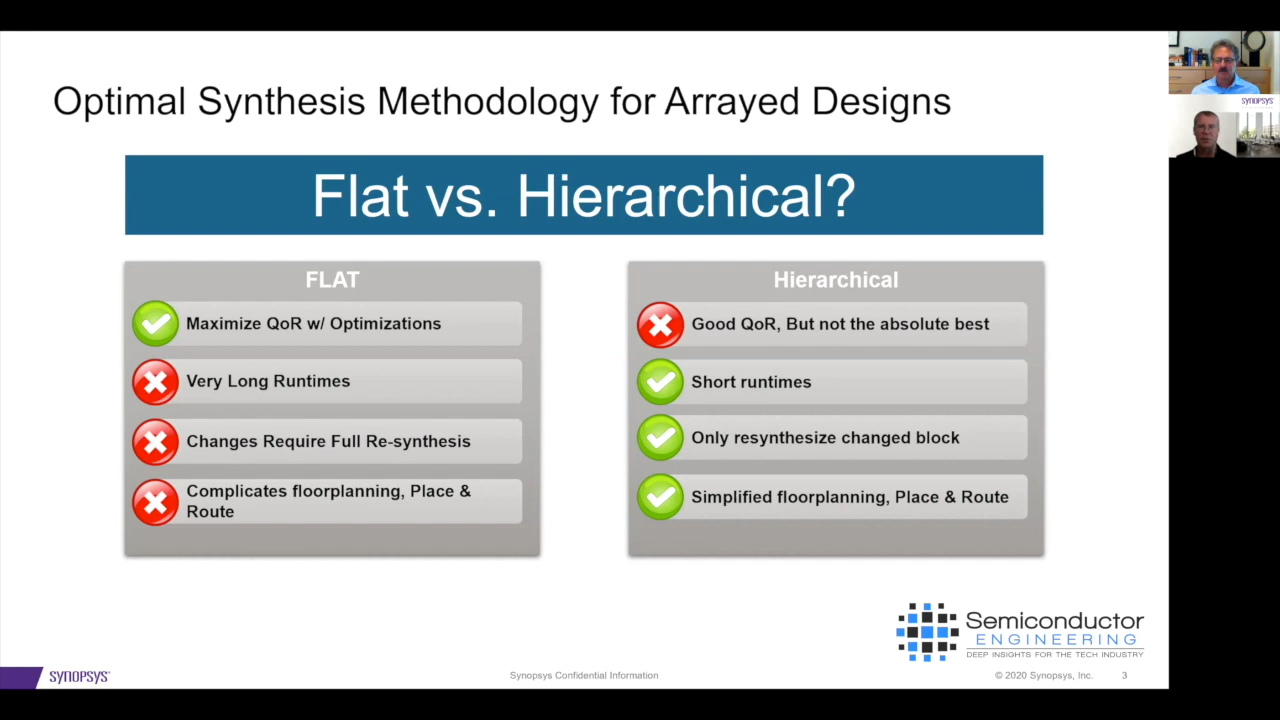 Optimal Synthesis Methodology for Arrayed Designs
Flat vs. Hierarchical?
FLAT
Maximize QoR w/ Optimizations
Very Long Runtimes
Changes Require Full Re-synthesis
Complicates floorplanning, Place &
Route
Hierarchical
Good QoR, But not the absolute best
Short runtimes
Only resynthesize changed block
Simplified floorplanning, Place & Route
Semiconductor
ENGINEERING
DEEP INSIGHTS FOR THE TECH INDUSTRY
SYNOPSYS®
Synopsys Confidential Information
© 2020 Synopsys, Inc.
3
SYNOPSYS